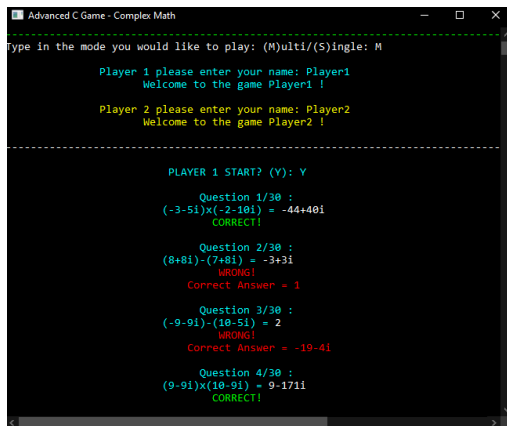 Advanced C Game - Complex Math
Type in the mode you would like to play: (M)ulti/(S)ingle: M
Player 1 please enter your name: Player1
Welcome to the game Player1 !
Player 2 please enter your name: Player2
Welcome to the game Player2 !
PLAYER 1 START? (Y): Y
Question 1/30 :
(-3-5i)x(-2-10i) = -44+40i
CORRECT!
Question 2/30 :
(8+8i)-(7+8i) = -3+3i
WRONG!
Correct Answer = 1
Question 3/30 :
(-9-9i)-(10-5i) = 2
WRONG!
Correct Answer = -19-4i
Question 4/30 :
(9-9i)x(10-9i) = 9-171i
CORRECT!